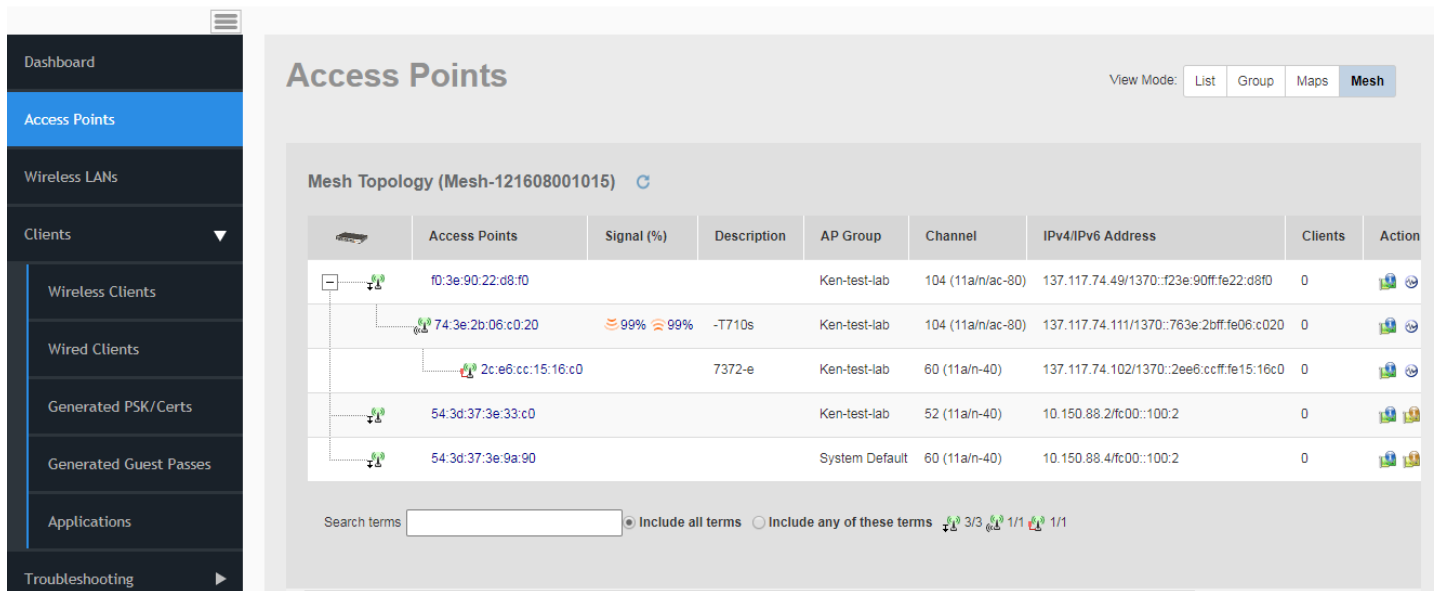 Dashboard
Access Points
Wireless LANs
Clients
Wireless Clients
Wired Clients
Generated PSK/Certs
Generated Guest Passes
Applications
Troubleshooting
Access Points
View Mode: List Group Maps Mesh
Mesh Topology (Mesh-121608001015)
Access Points Signal (%) Description AP Group Channel IPv4/IPv6 Address Clients Action
f0:3e:90:22:d8:f0 Ken-test-lab 104 (11a/n/ac-80) 137.117.74.49/1370::f23e:90ff:fe22:d8f0 0
74:3e:2b:06:c0:20 99% 99% -T710s Ken-test-lab 104 (11a/n/ac-80) 137.117.74.111/1370::763e:2bff:fe06:c020 0
2c:e6:cc:15:16:c0 7372-e Ken-test-lab 60 (11a/n-40) 137.117.74.102/1370::2ee6:ccff:fe15:16c0 0
54:3d:37:3e:33:c0 Ken-test-lab 52 (11a/n-40) 10.150.88.2/fc00::100:2 0
54:3d:37:3e:9a:90 System Default 60 (11a/n-40) 10.150.88.4/fc00::100:2 0
Search terms Include all terms Include any of these terms 3/3 1/1 1/1